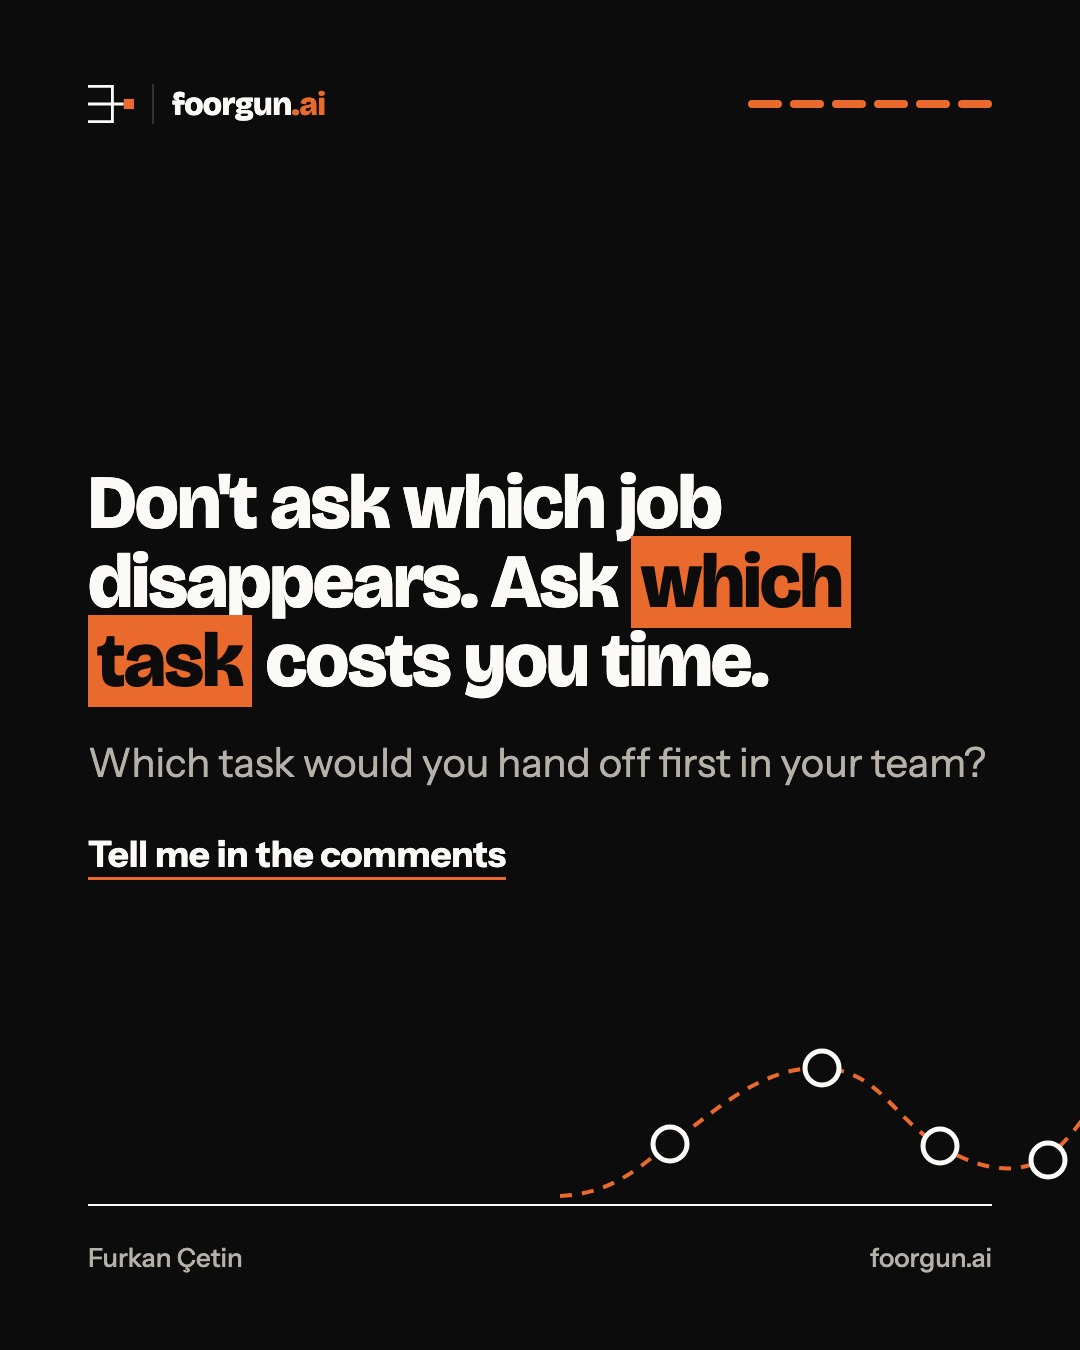 foorgun.ai
Don't ask which job
disappears. Ask which
task costs you time.
Which task would you hand off first in your team?
Tell me in the comments
Furkan Çetin
foorgun.ai